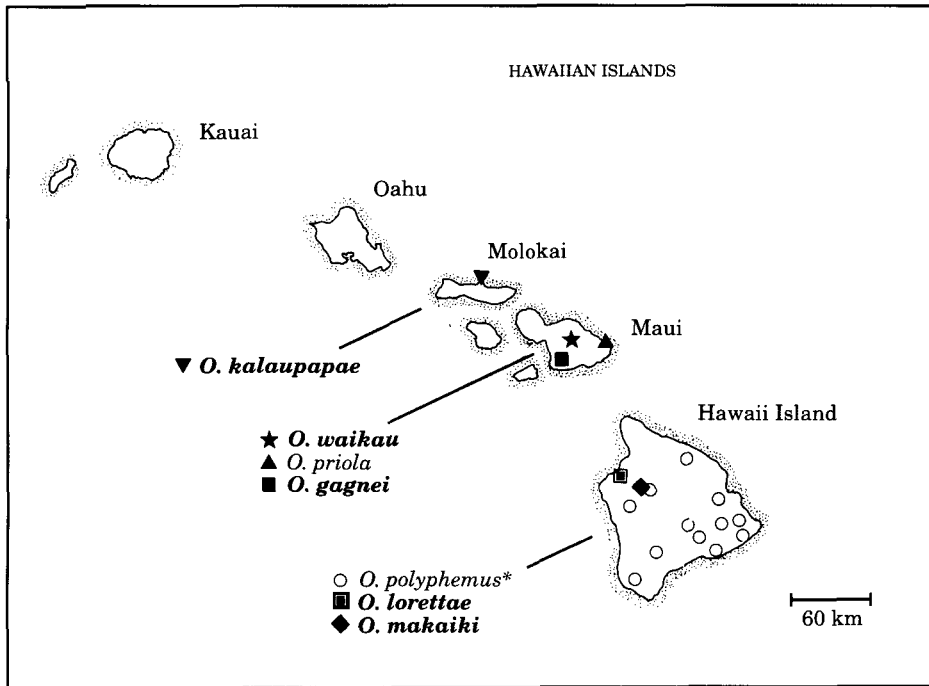 HAWAIIAN ISLANDS
Kauai
Oahu
Molokai
Maui
O. kalaupapae
Hawaii Island
O. waikau
O. priola
O. gagnei
O. polyphemus*
O. lorettae
O. makaiki
60 km